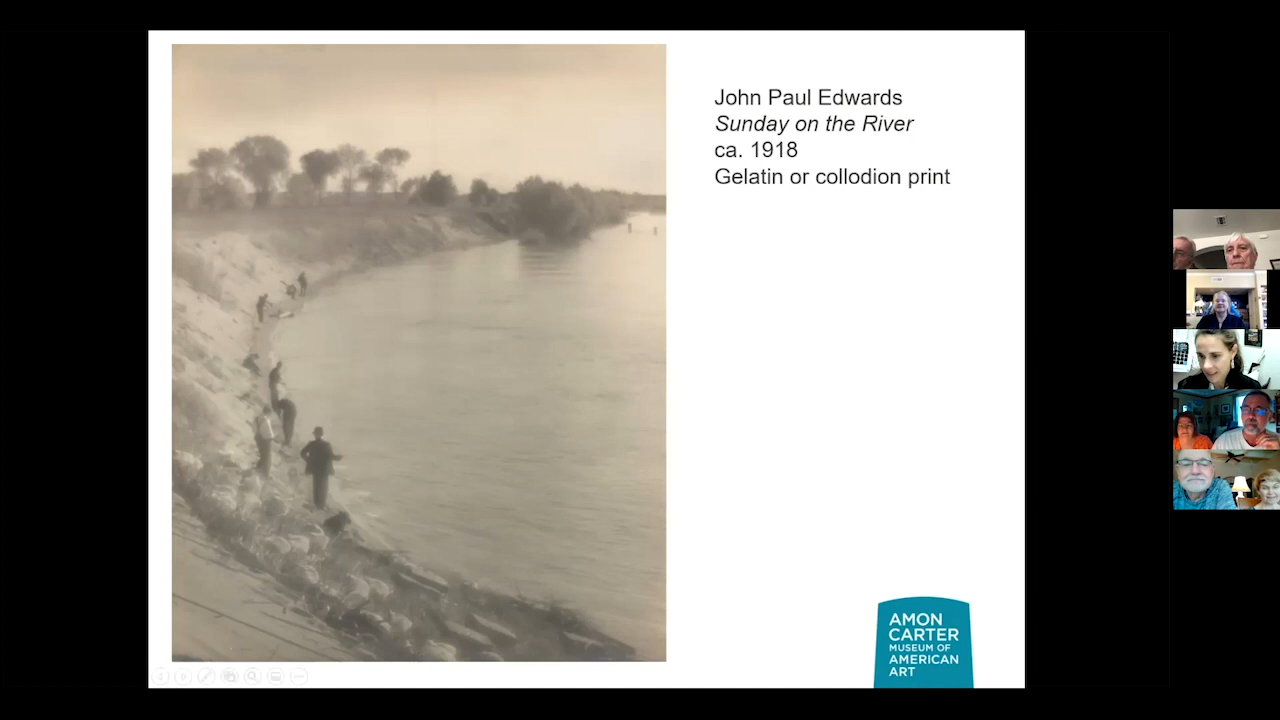 John Paul Edwards
Sunday on the River
ca. 1918
Gelatin or collodion print
AMON
CARTER
MUSEUM OF
AMERICAN
ART